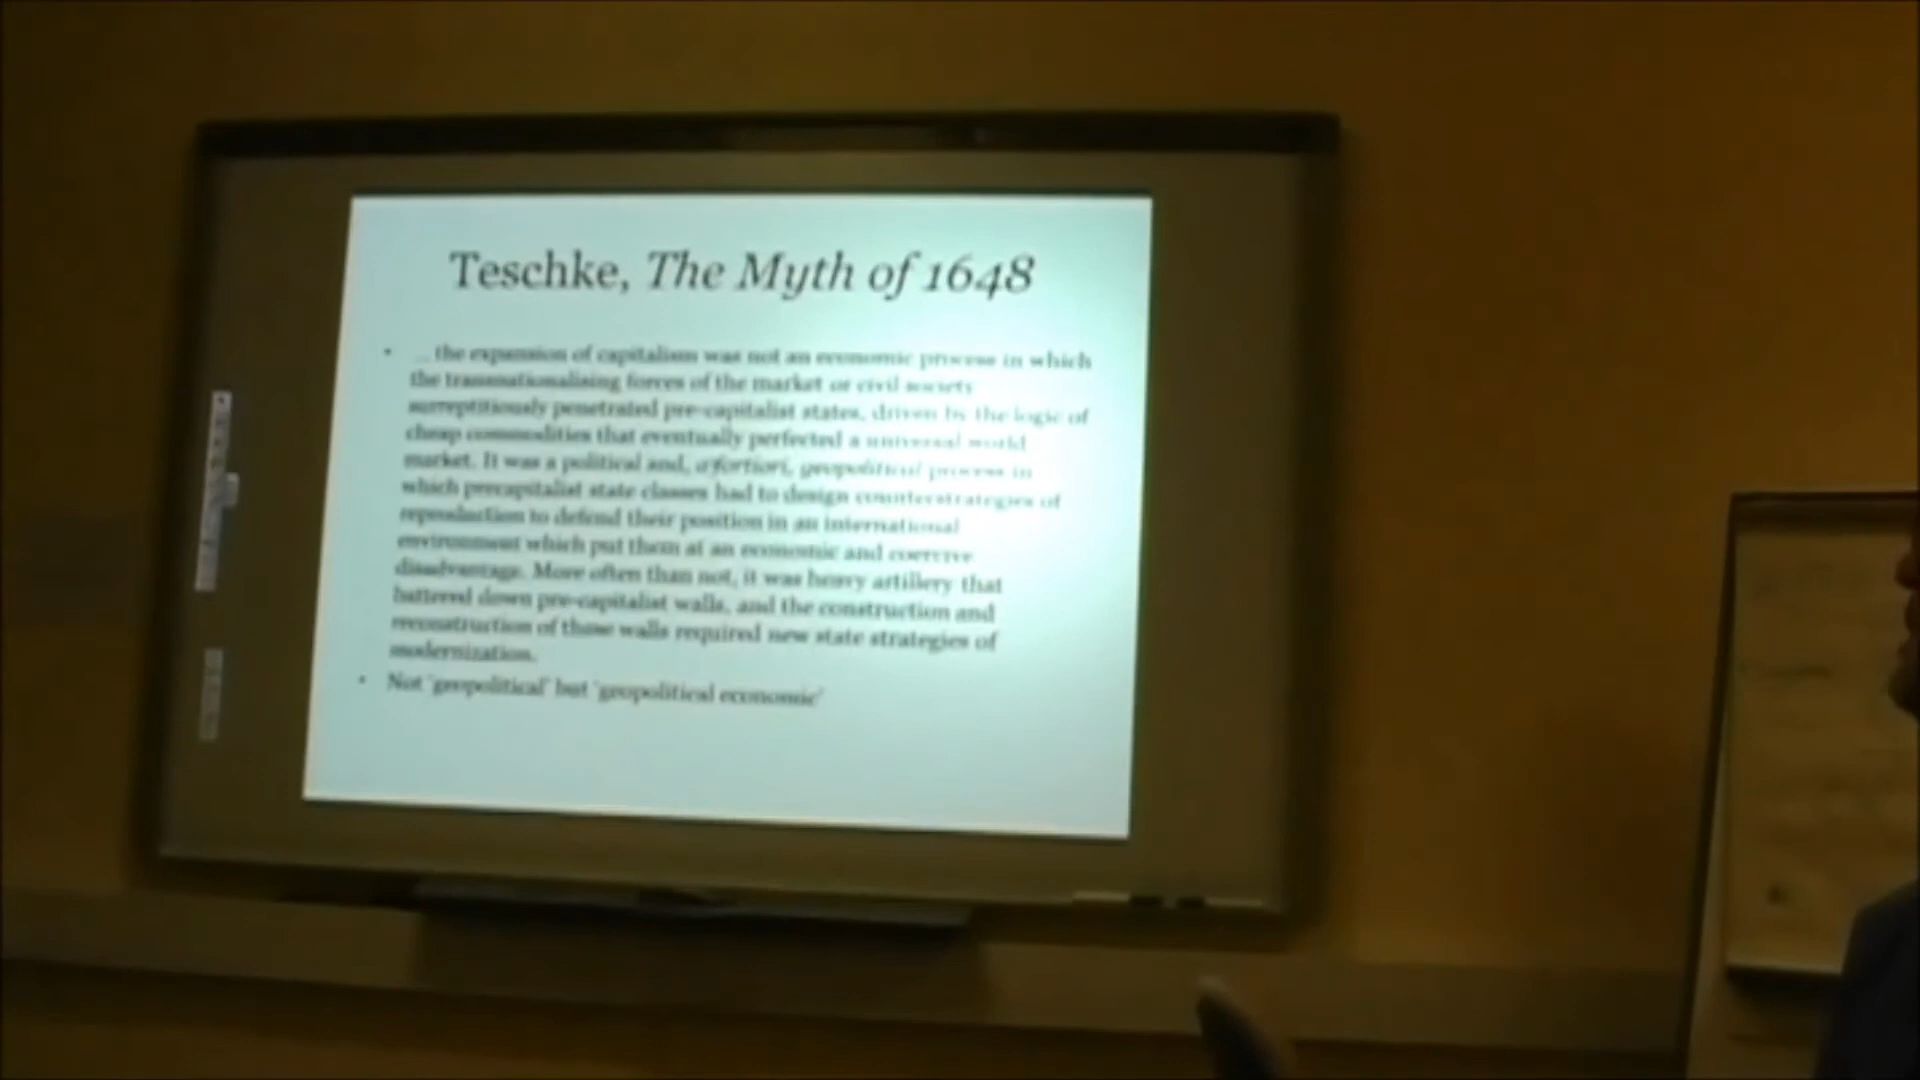 Teschke, The Myth of 1648
• ... the expansion of capitalism was not an economic process in which
the transnationalising forces of the market or civil society
surreptitiously penetrated pre-capitalist states, driven by the logic of
cheap commodities that eventually perfected a universal world
market. It was a political and, a fortiori, geopolitical process in
which precapitalist state classes had to design counterstrategies of
reproduction to defend their position in an international
environment which put them at an economic and coercive
disadvantage. More often than not, it was heavy artillery that
battered down pre-capitalist walls, and the construction and
reconstruction of those walls required new state strategies of
modernization.
• Not 'geopolitical' but 'geopolitical economic'